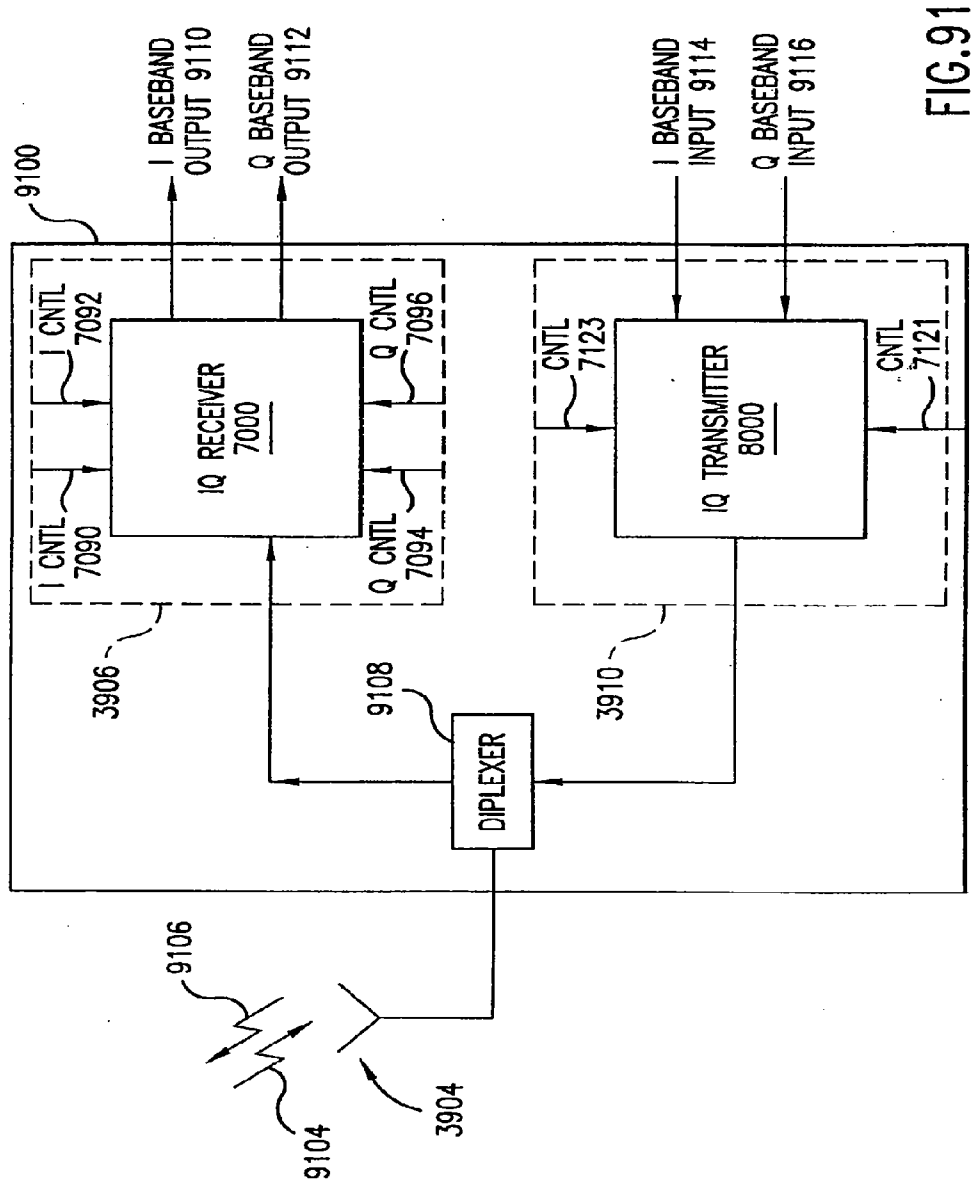 9100
I BASEBAND
OUTPUT 9110
Q BASEBAND
OUTPUT 9112
I BASEBAND
INPUT 9114
Q BASEBAND
INPUT 9116
I CNTL
7090
I CNTL
7092
IQ RECEIVER
7000
Q CNTL
7094
Q CNTL
7096
3906
CNTL
7123
IQ TRANSMITTER
8000
CNTL
7121
3910
9108
DIPLEXER
9106
9104
3904
FIG.91